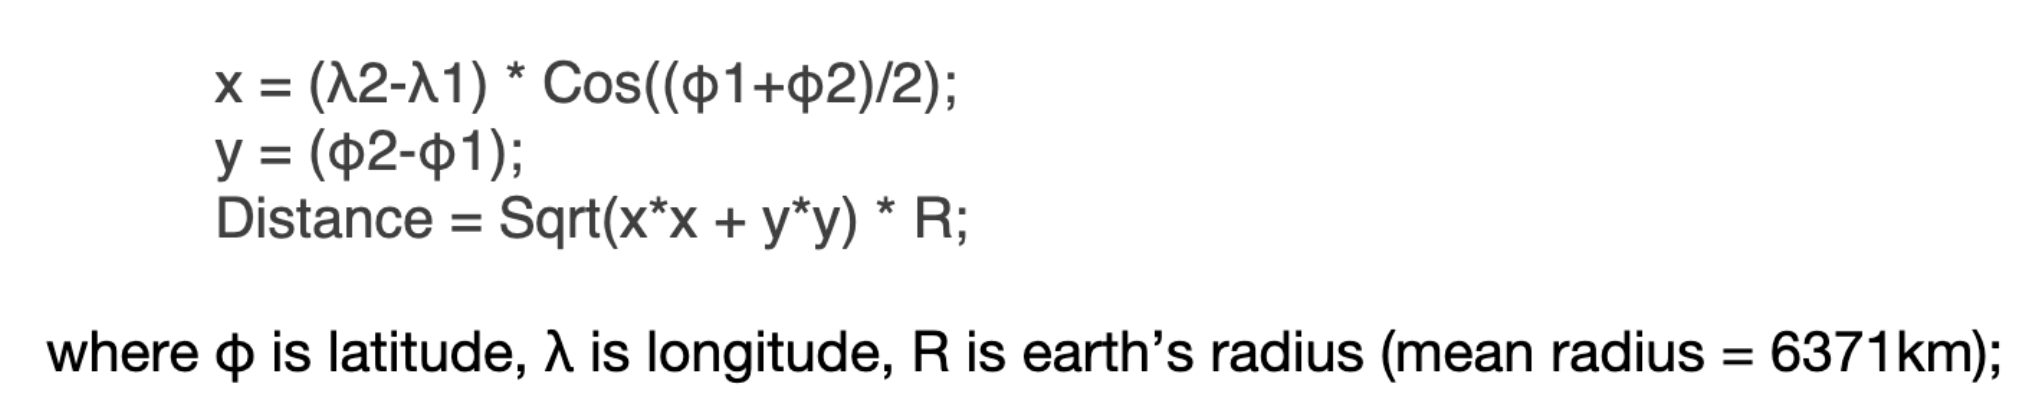 x = (λ2-λ1) * Cos((ϕ1+ϕ2)/2);
y = (ϕ2-ϕ1);
Distance = Sqrt(x*x + y*y) * R;
where ϕ is latitude, λ is longitude, R is earth’s radius (mean radius = 6371km);